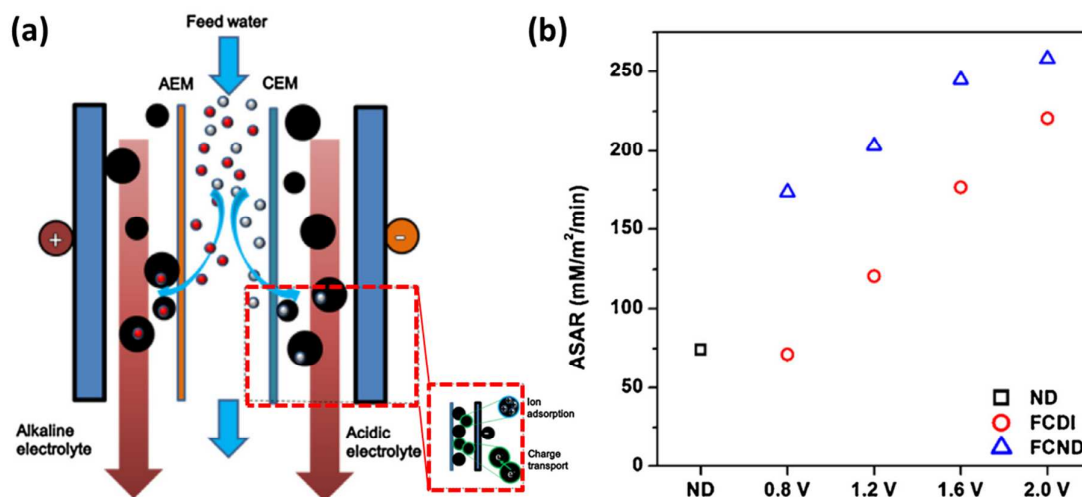 (a)
Feed water
AEM
CEM
+
-
Alkaline
electrolyte
Acidic
electrolyte
Ion
adsorption
Charge
transport
(b)
ASAR (mM/m²/min)
250
200
150
100
50
0
ND
FCDI
FCND
ND
0.8 V
1.2 V
1.6 V
2.0 V